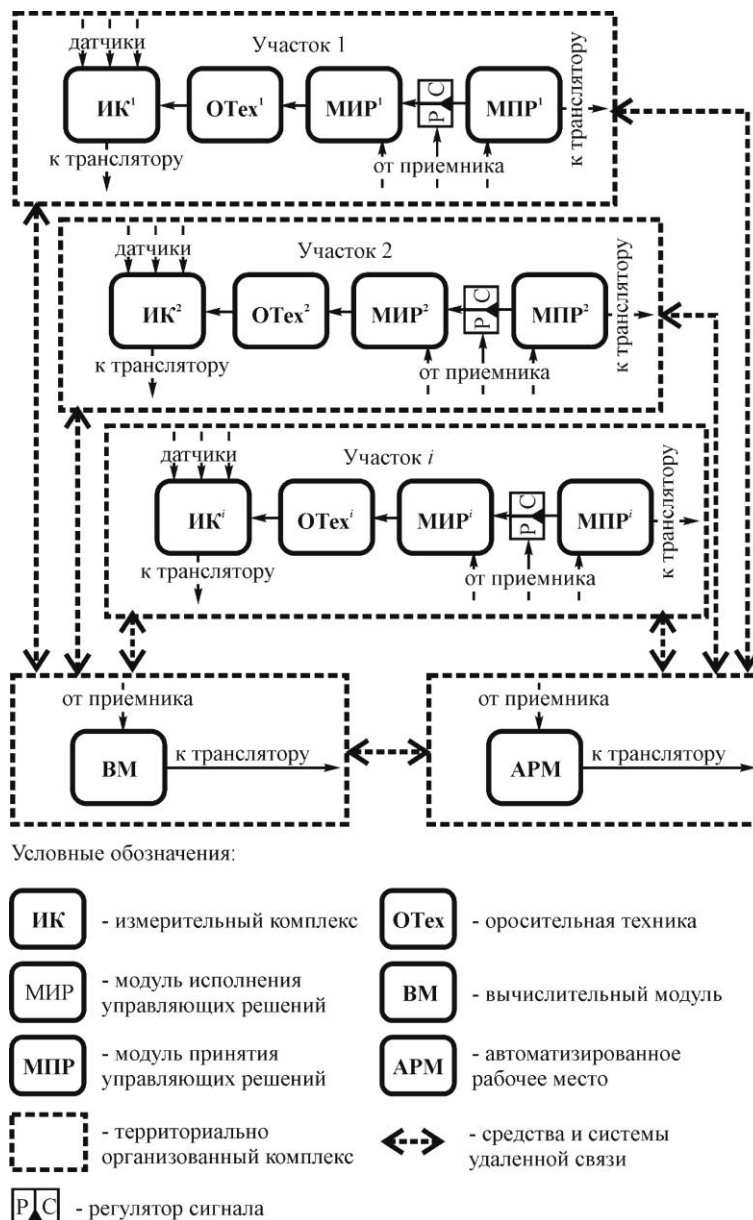 датчики
Участок 1
ИК¹
ОТех¹
МИР¹
Р С
МПР¹
к транслятору
к транслятору
от приемника
датчики
Участок 2
ИК²
ОТех²
МИР²
Р С
МПР²
к транслятору
к транслятору
от приемника
датчики
Участок i
ИКⁱ
ОТехⁱ
МИРⁱ
Р С
МПРⁱ
к транслятору
к транслятору
от приемника
от приемника
ВМ
к транслятору
от приемника
АРМ
к транслятору
Условные обозначения:
ИК - измерительный комплекс
ОТех - оросительная техника
МИР - модуль исполнения
управляющих решений
ВМ - вычислительный модуль
МПР - модуль принятия
управляющих решений
АРМ - автоматизированное
рабочее место
- территориально
организованный комплекс
- средства и системы
удаленной связи
Р С - регулятор сигнала